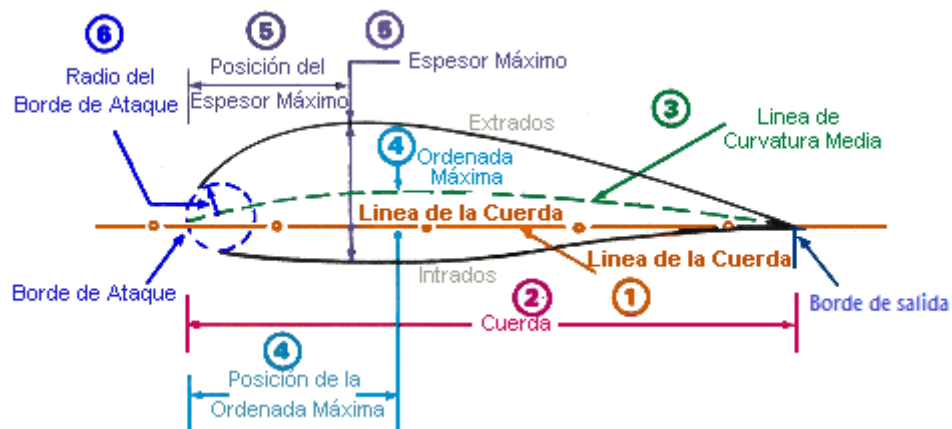 6
Radio del
Borde de Ataque
5
Posición del
Espesor Máximo
5
Espesor Máximo
Extrados
3
Linea de
Curvatura Media
4
Ordenada
Máxima
Linea de la Cuerda
Linea de la Cuerda
Intrados
Borde de Ataque
2
1
Borde de salida
Cuerda
4
Posición de la
Ordenada Máxima